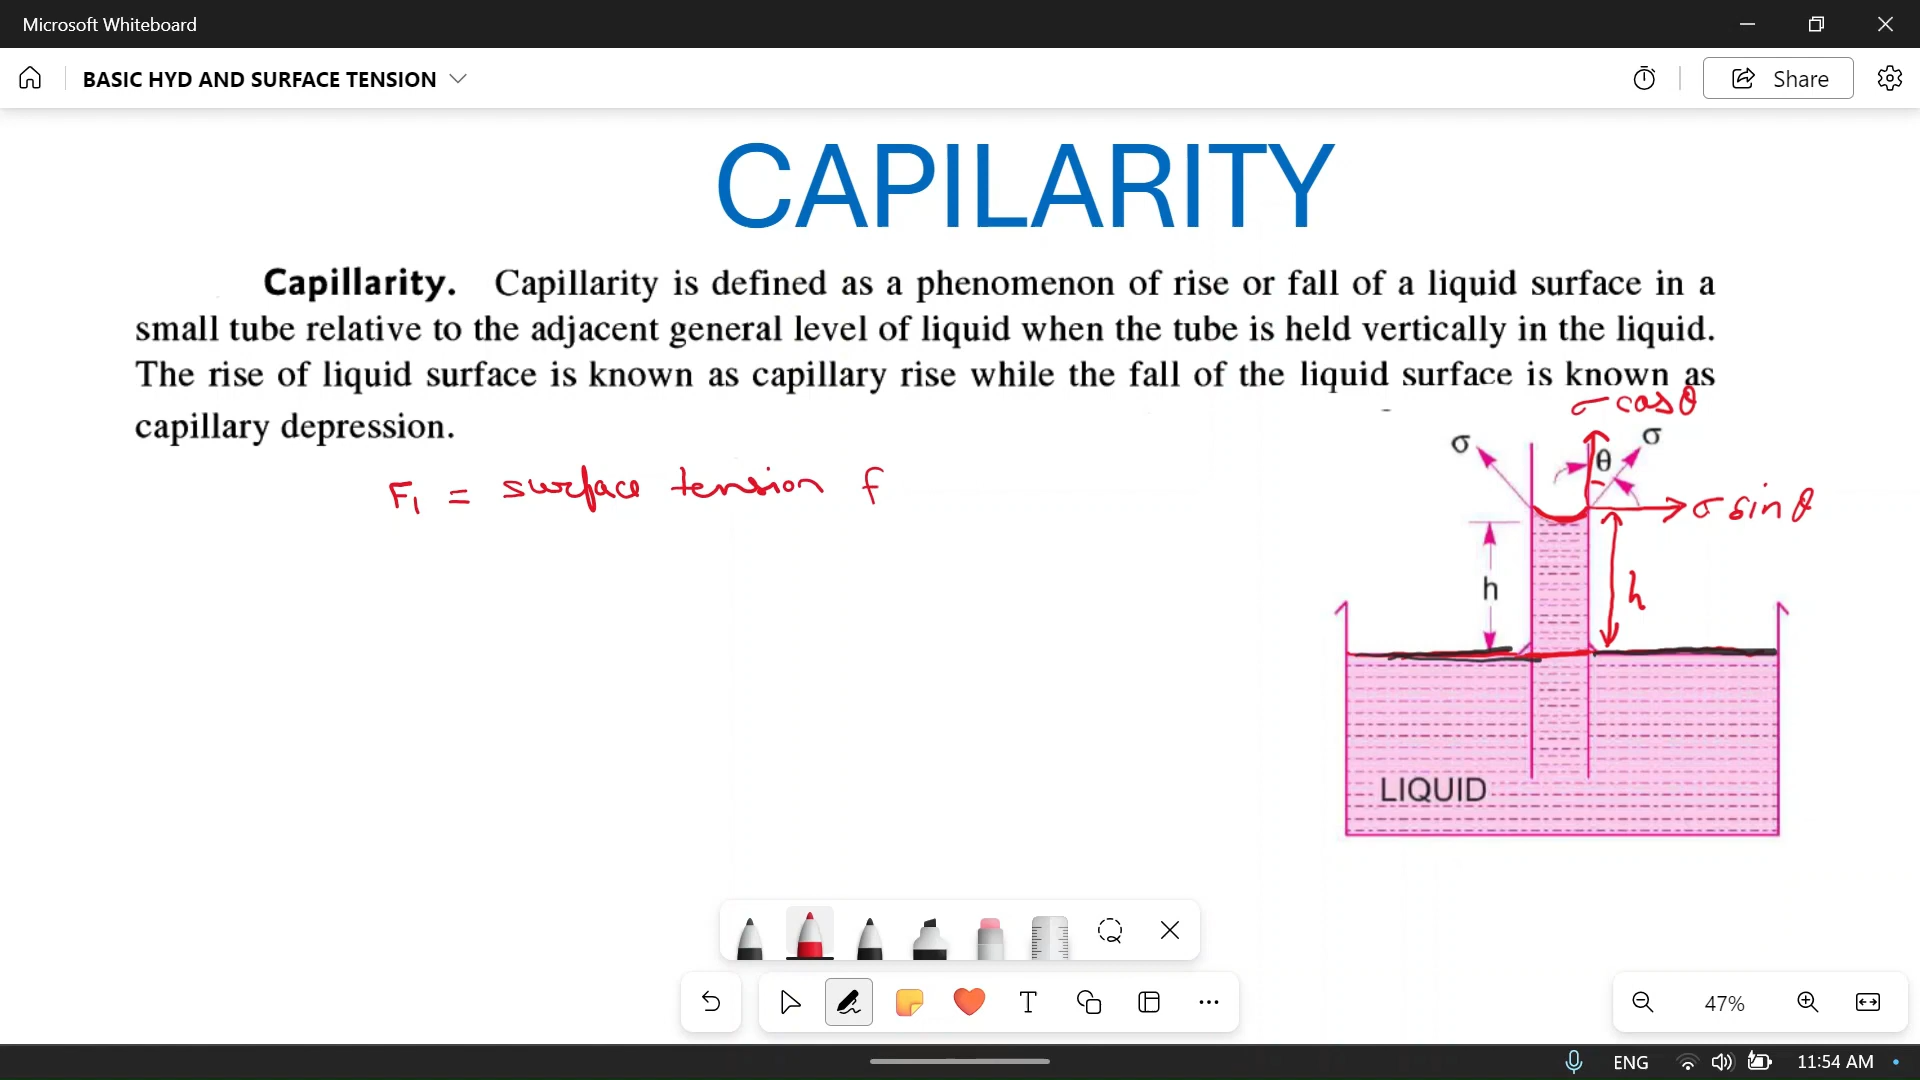 Microsoft Whiteboard
BASIC HYD AND SURFACE TENSION
Share
CAPILARITY
Capillarity. Capillarity is defined as a phenomenon of rise or fall of a liquid surface in a
small tube relative to the adjacent general level of liquid when the tube is held vertically in the liquid.
The rise of liquid surface is known as capillary rise while the fall of the liquid surface is known as
capillary depression.
σ cos θ
σ
σ
θ
F1 = surface tension f
σ sin θ
h
h
LIQUID
47%
ENG
11:54 AM